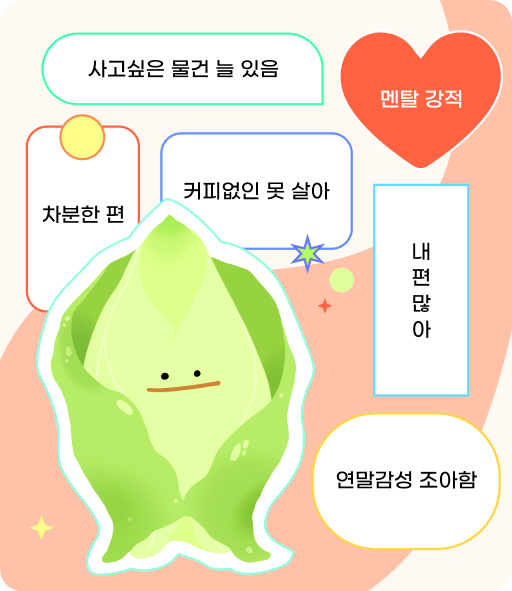 사고싶은 물건 늘 있음
멘탈 강적
차분한 편
커피없인 못 살아
내
편
많
아
연말감성 조아함